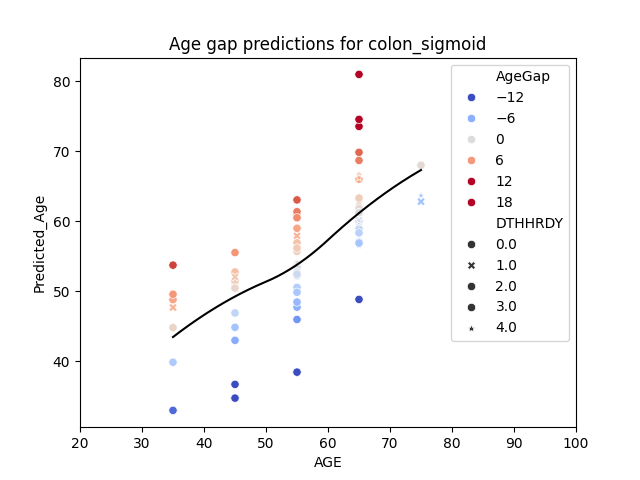 Age gap predictions for colon_sigmoid
Predicted_Age
80
70
60
50
40
20 30 40 50 60 70 80 90 100
AGE
AgeGap
−12
−6
0
6
12
18
DTHHRDY
0.0
1.0
2.0
3.0
4.0